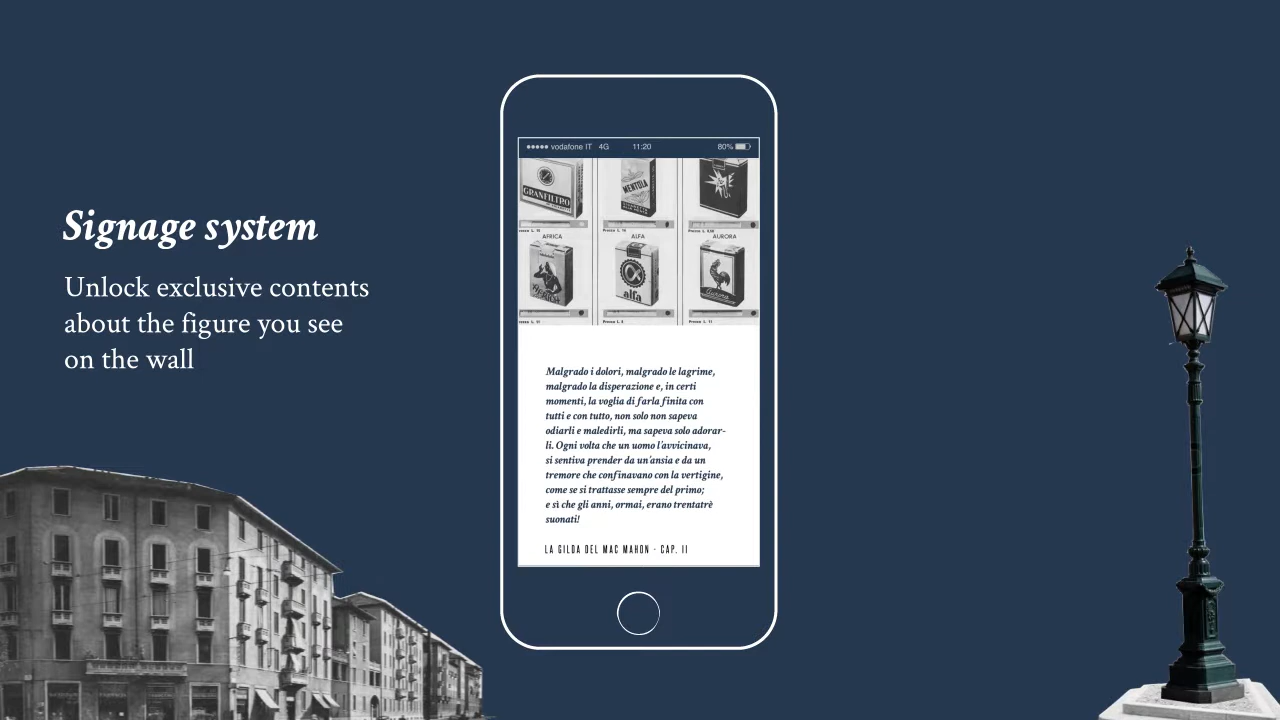 Signage system
Unlock exclusive contents
about the figure you see
on the wall
vodafone IT 4G 11:20 80%
GRANFILTRO
MENTOLA
Prezzo L. 16
AFRICA
ALFA
AURORA
alfa
Aurora
Prezzo L. 11
Malgrado i dolori, malgrado le lagrime,
malgrado la disperazione e, in certi
momenti, la voglia di farla finita con
tutti e con tutto, non solo non sapeva
odiarli e maledirli, ma sapeva solo adorar-
li. Ogni volta che un uomo l'avvicinava,
si sentiva prender da un'ansia e da un
tremore che confinavano con la vertigine,
come se si trattasse sempre del primo;
e sì che gli anni, ormai, erano trentatrè
suonati!
LA GILDA DEL MAC MAHON - CAP. II